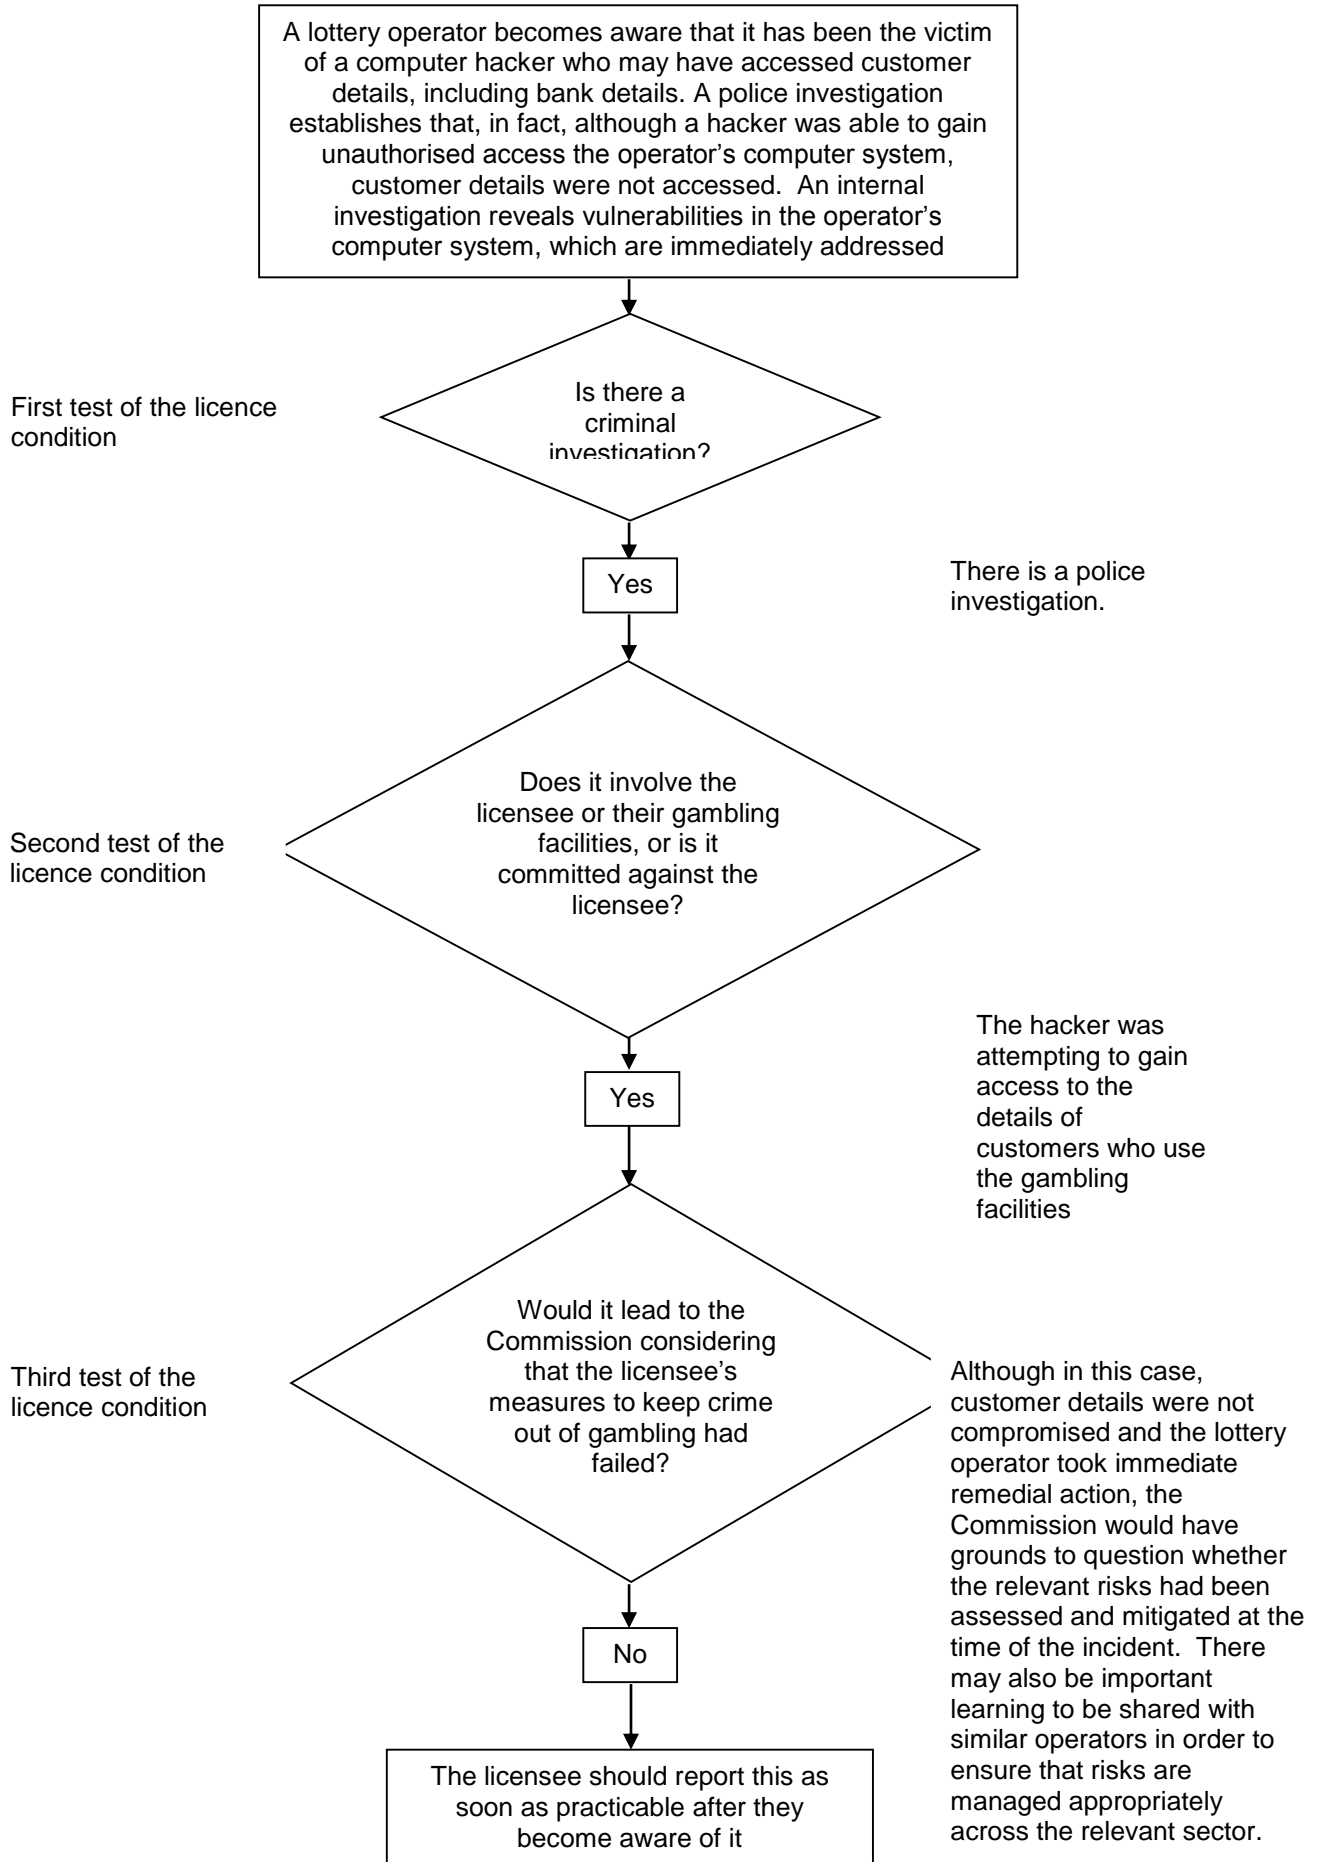 A lottery operator becomes aware that it has been the victim
of a computer hacker who may have accessed customer
details, including bank details. A police investigation
establishes that, in fact, although a hacker was able to gain
unauthorised access the operator's computer system,
customer details were not accessed.  An internal
investigation reveals vulnerabilities in the operator's
computer system, which are immediately addressed
First test of the licence
condition
Is there a
criminal
investigation?
Yes
There is a police
investigation.
Second test of the
licence condition
Does it involve the
licensee or their gambling
facilities, or is it
committed against the
licensee?
Yes
The hacker was
attempting to gain
access to the
details of
customers who use
the gambling
facilities
Third test of the
licence condition
Would it lead to the
Commission considering
that the licensee's
measures to keep crime
out of gambling had
failed?
Although in this case,
customer details were not
compromised and the lottery
operator took immediate
remedial action, the
Commission would have
grounds to question whether
the relevant risks had been
assessed and mitigated at the
time of the incident.  There
may also be important
learning to be shared with
similar operators in order to
ensure that risks are
managed appropriately
across the relevant sector.
No
The licensee should report this as
soon as practicable after they
become aware of it